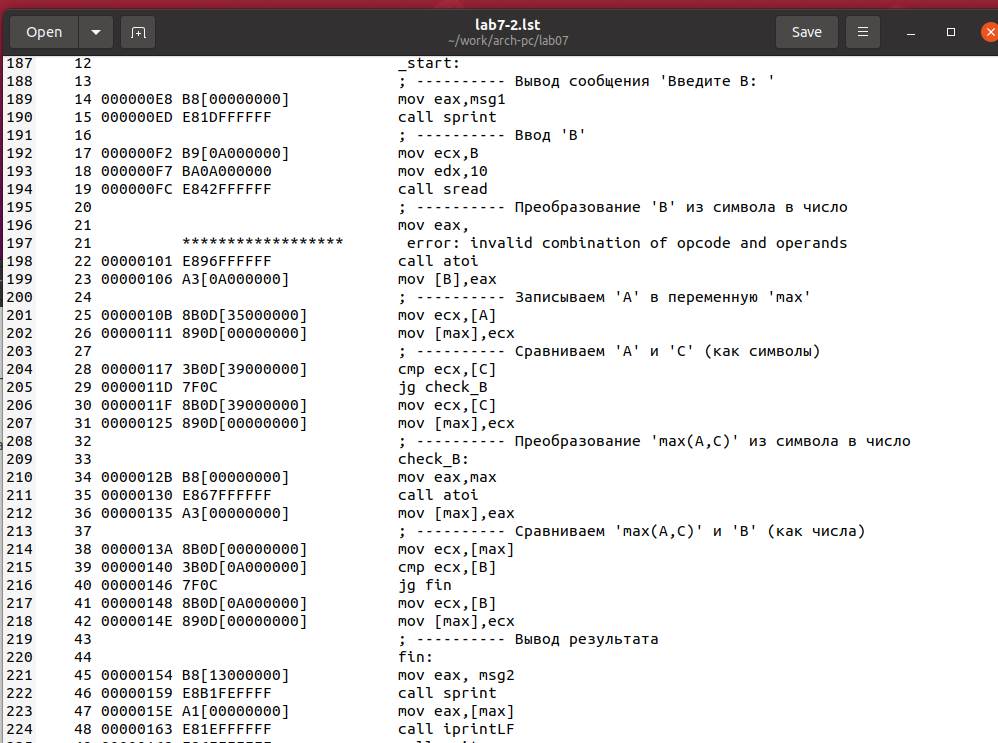 Open
lab7-2.lst
~/work/arch-pc/lab07
Save
187 12 _start:
188 13 ; ---------- Вывод сообщения 'Введите B: '
189 14 000000E8 B8[00000000] mov eax,msg1
190 15 000000ED E81DFFFFFF call sprint
191 16 ; ---------- Ввод 'B'
192 17 000000F2 B9[0A000000] mov ecx,B
193 18 000000F7 BA0A000000 mov edx,10
194 19 000000FC E842FFFFFF call sread
195 20 ; ---------- Преобразование 'B' из символа в число
196 21 mov eax,
197 21 ****************** error: invalid combination of opcode and operands
198 22 00000101 E896FFFFFF call atoi
199 23 00000106 A3[0A000000] mov [B],eax
200 24 ; ---------- Записываем 'A' в переменную 'max'
201 25 0000010B 8B0D[35000000] mov ecx,[A]
202 26 00000111 890D[00000000] mov [max],ecx
203 27 ; ---------- Сравниваем 'A' и 'С' (как символы)
204 28 00000117 3B0D[39000000] cmp ecx,[C]
205 29 0000011D 7F0C jg check_B
206 30 0000011F 8B0D[39000000] mov ecx,[C]
207 31 00000125 890D[00000000] mov [max],ecx
208 32 ; ---------- Преобразование 'max(A,C)' из символа в число
209 33 check_B:
210 34 0000012B B8[00000000] mov eax,max
211 35 00000130 E867FFFFFF call atoi
212 36 00000135 A3[00000000] mov [max],eax
213 37 ; ---------- Сравниваем 'max(A,C)' и 'B' (как числа)
214 38 0000013A 8B0D[00000000] mov ecx,[max]
215 39 00000140 3B0D[0A000000] cmp ecx,[B]
216 40 00000146 7F0C jg fin
217 41 00000148 8B0D[0A000000] mov ecx,[B]
218 42 0000014E 890D[00000000] mov [max],ecx
219 43 ; ---------- Вывод результата
220 44 fin:
221 45 00000154 B8[13000000] mov eax, msg2
222 46 00000159 E8B1FEFFFF call sprint
223 47 0000015E A1[00000000] mov eax,[max]
224 48 00000163 E81EFFFFFF call iprintLF